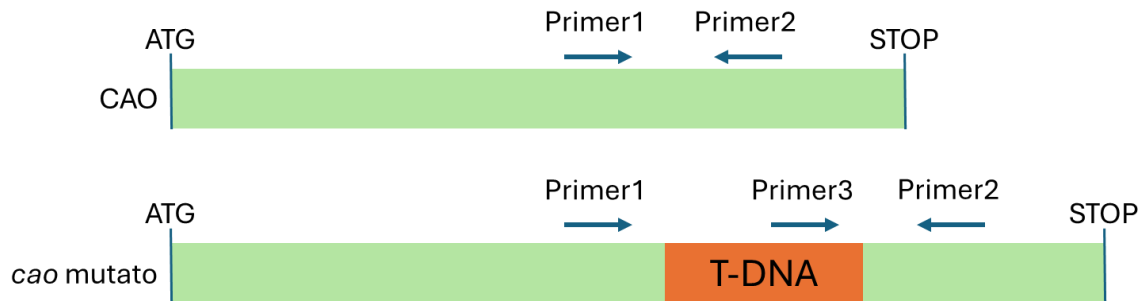 Primer1 Primer2
ATG STOP
CAO
Primer1 Primer3 Primer2
ATG STOP
cao mutato
T-DNA